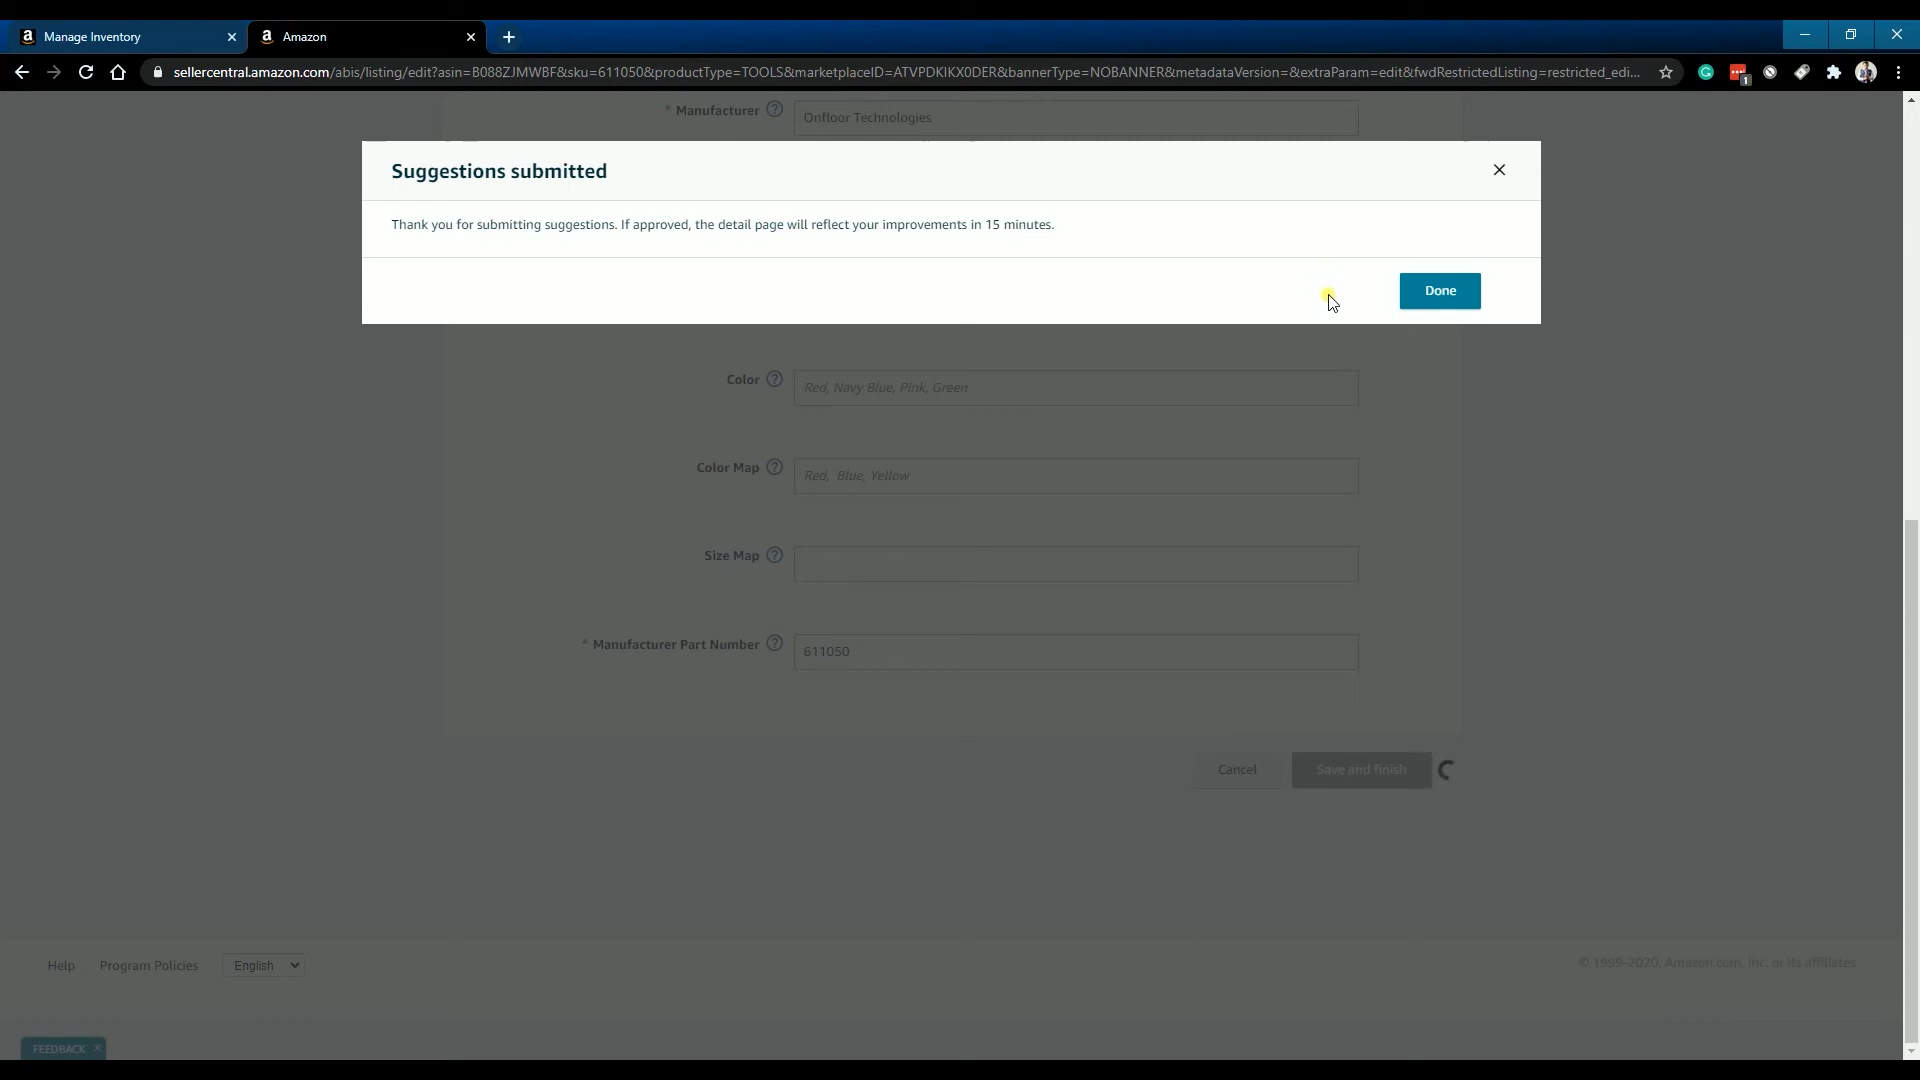 Manage Inventory
Amazon
sellercentral.amazon.com/abis/listing/edit?asin=B088ZJMWBF&sku=611050&productType=TOOLS&marketplaceID=ATVPDKIKX0DER&bannerType=NOBANNER&metadataVersion=&extraParam=edit&fwdRestrictedListing=restricted_edi...
1
* Manufacturer ? Onfloor Technologies
Suggestions submitted
Thank you for submitting suggestions. If approved, the detail page will reflect your improvements in 15 minutes.
Done
Color ? Red, Navy Blue, Pink, Green
Color Map ? Red, Blue, Yellow
Size Map ?
* Manufacturer Part Number ? 611050
Cancel Save and finish
Help Program Policies English © 1999-2020, Amazon.com, Inc. or its affiliates
FEEDBACK